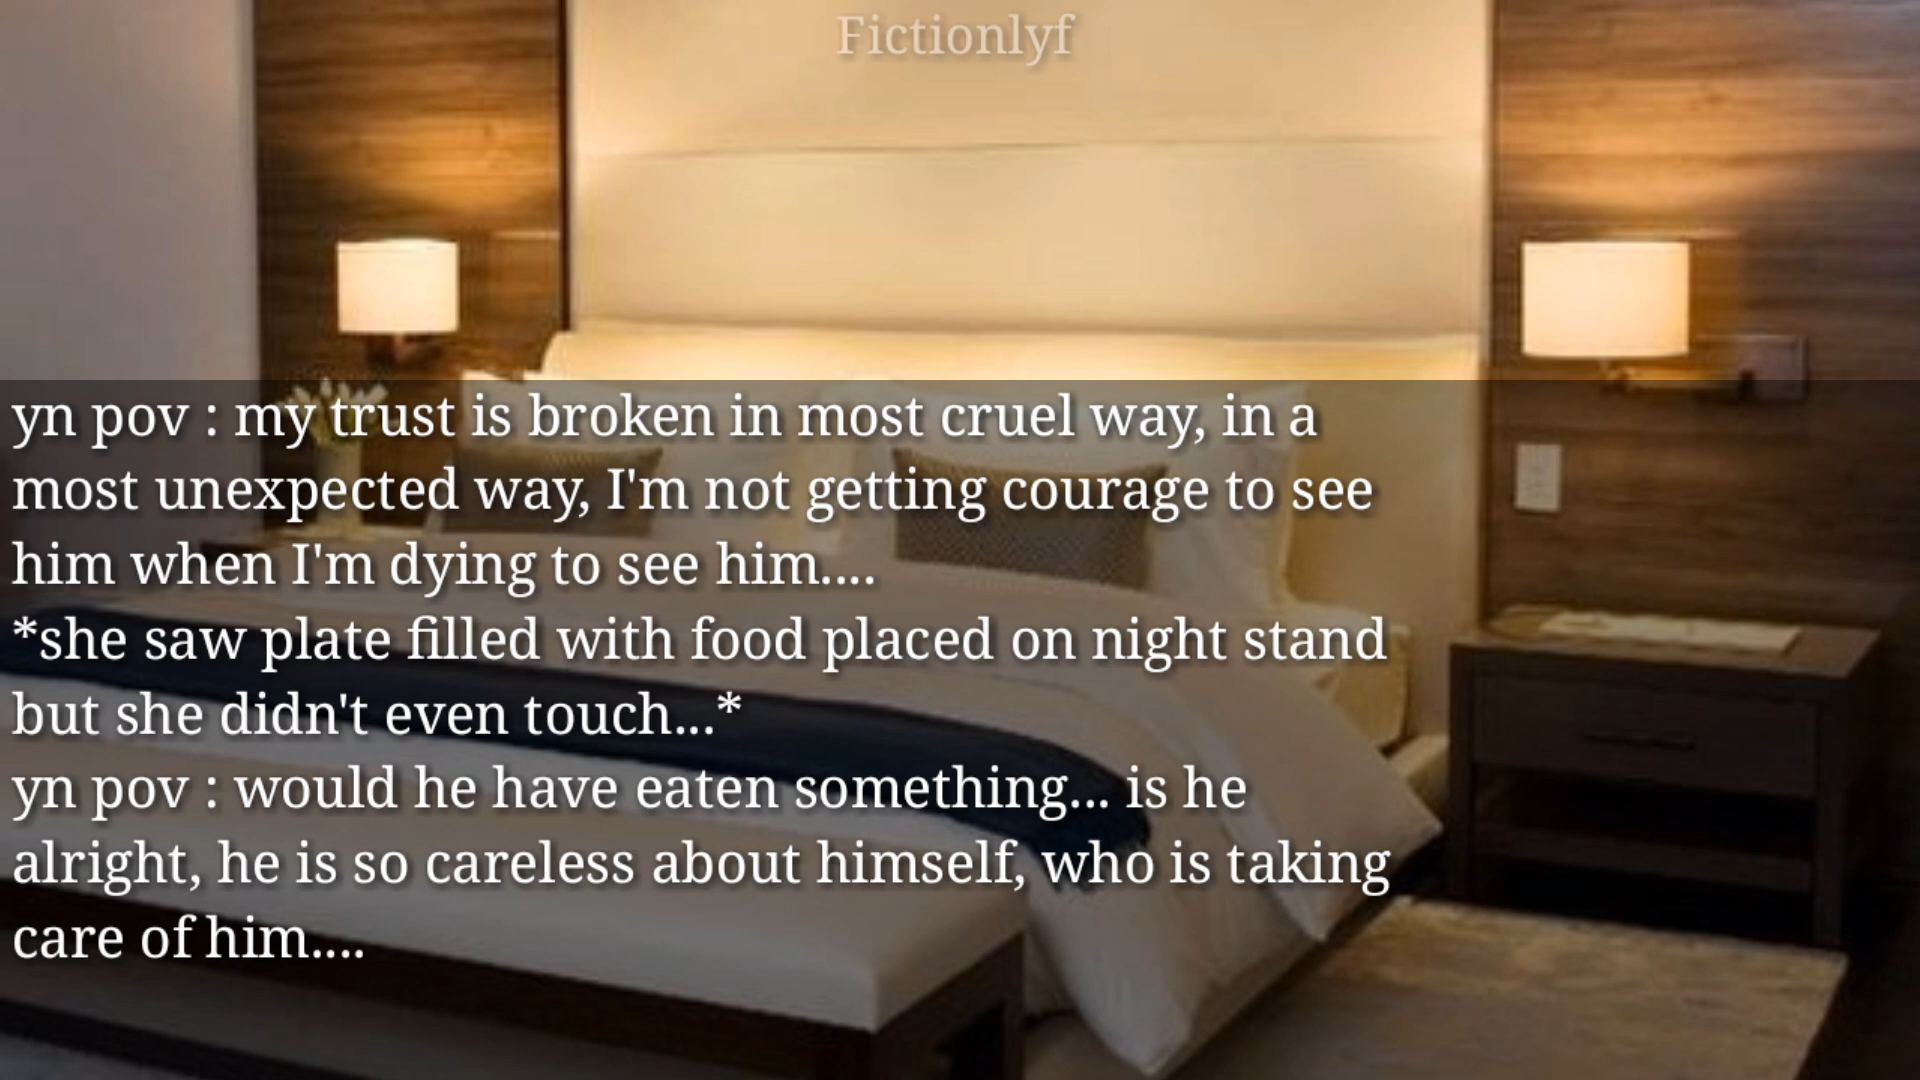 Fictionlyf
yn pov : my trust is broken in most cruel way, in a
most unexpected way, I'm not getting courage to see
him when I'm dying to see him....
*she saw plate filled with food placed on night stand
but she didn't even touch...*
yn pov : would he have eaten something... is he
alright, he is so careless about himself, who is taking
care of him....